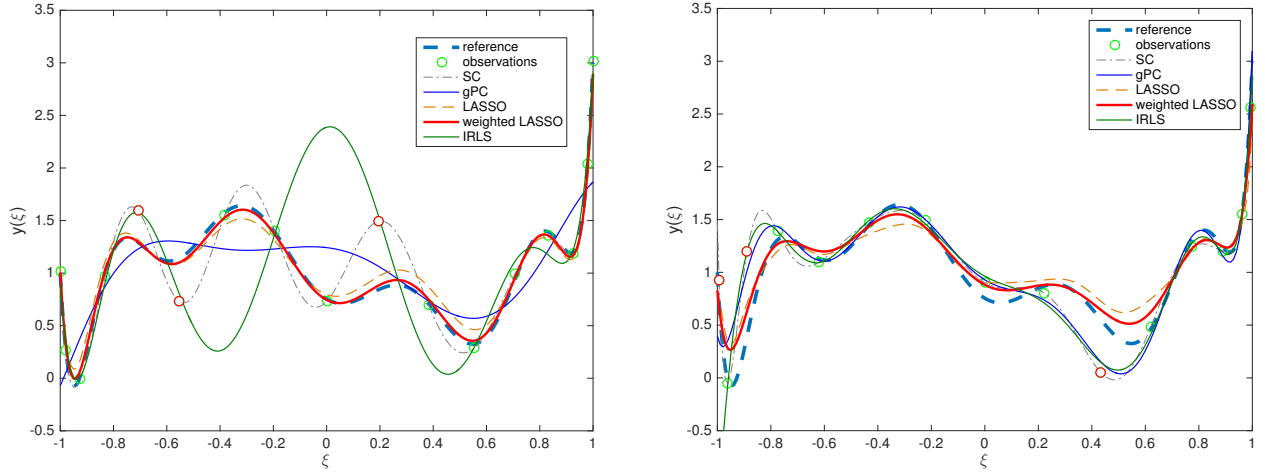 3.5
3
2.5
2
1.5
1
0.5
0
-0.5
y(ξ)
-1 -0.8 -0.6 -0.4 -0.2 0 0.2 0.4 0.6 0.8 1
ξ
reference
observations
SC
gPC
LASSO
weighted LASSO
IRLS
3.5
3
2.5
2
1.5
1
0.5
0
-0.5
y(ξ)
-1 -0.8 -0.6 -0.4 -0.2 0 0.2 0.4 0.6 0.8 1
ξ
reference
observations
SC
gPC
LASSO
weighted LASSO
IRLS